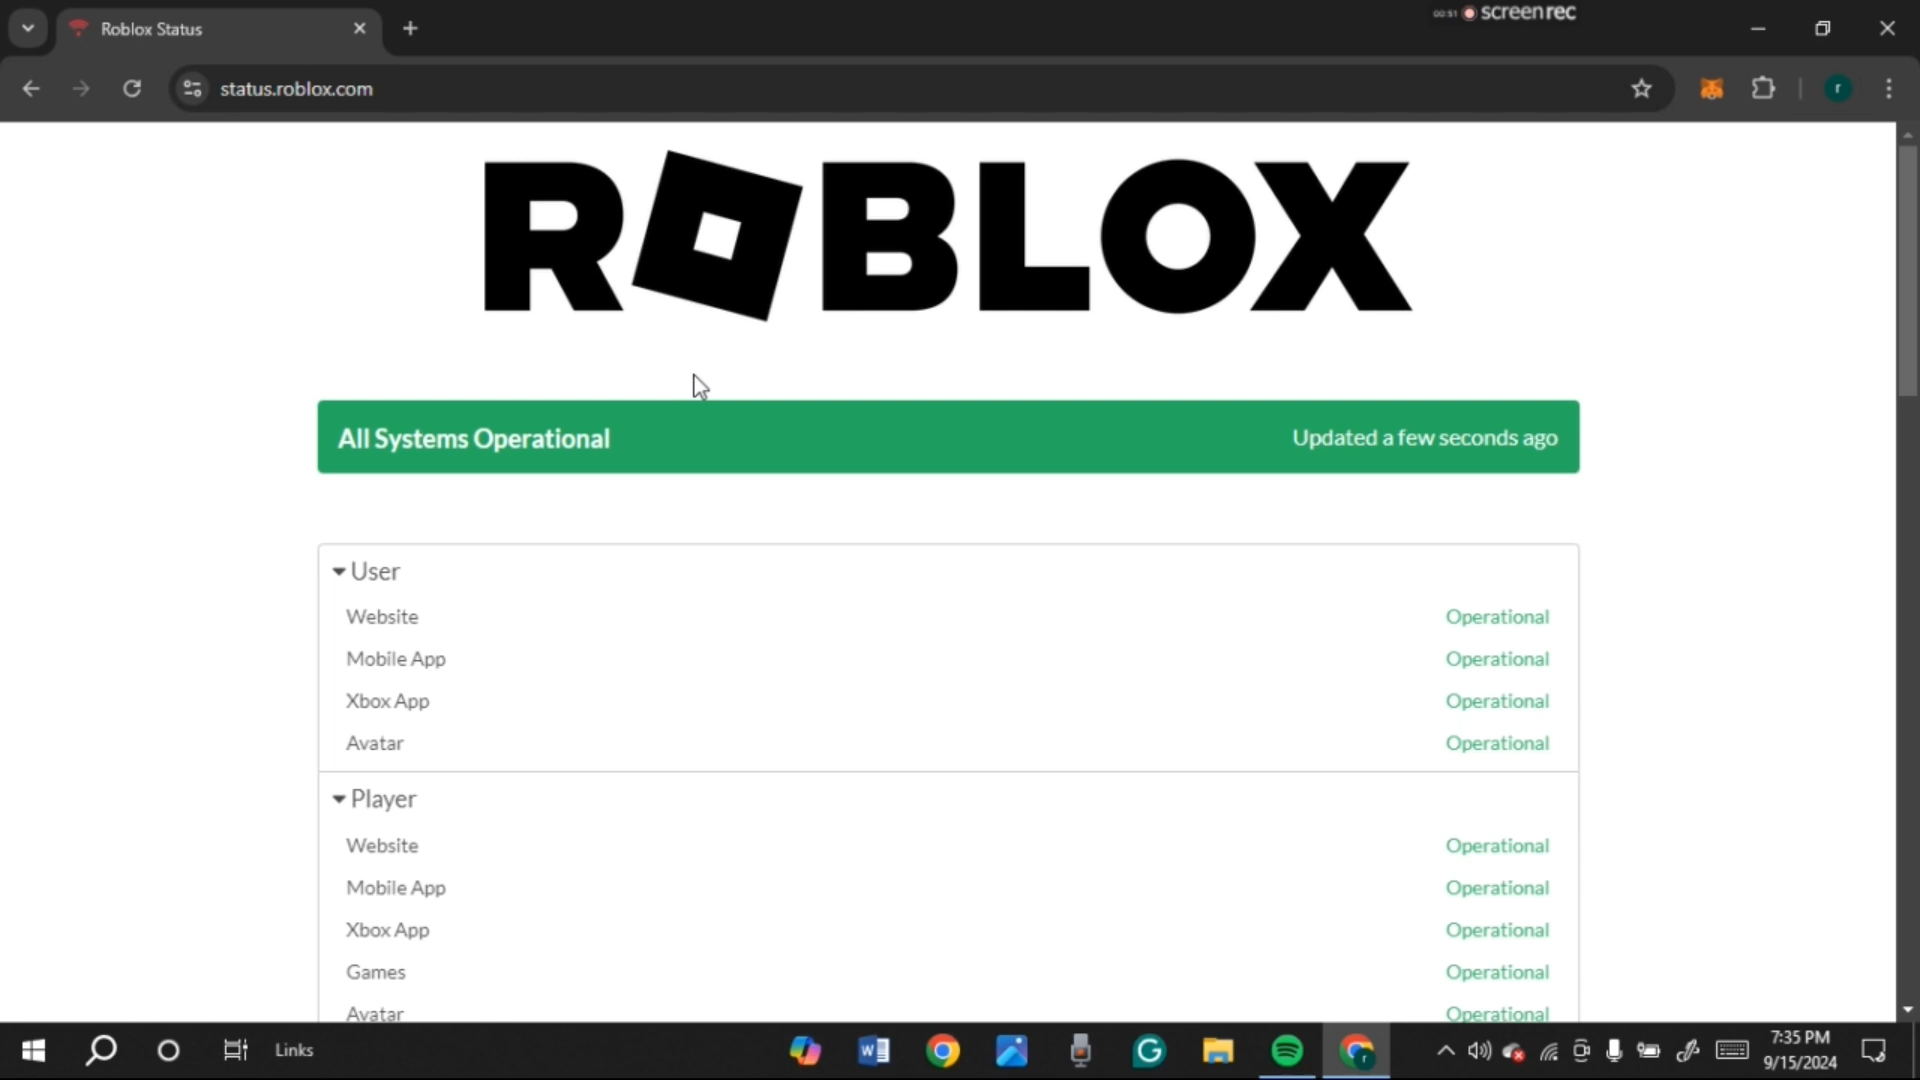 Roblox Status
00:51 screenrec
status.roblox.com
r
ROBLOX
All Systems Operational
Updated a few seconds ago
User
Website Operational
Mobile App Operational
Xbox App Operational
Avatar Operational
Player
Website Operational
Mobile App Operational
Xbox App Operational
Games Operational
Avatar Operational
Links
7:35 PM
9/15/2024